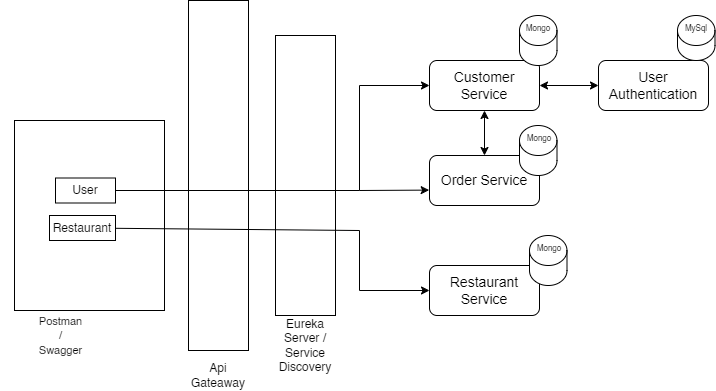 Mongo
MySql
Customer
Service
User
Authentication
Mongo
Order Service
User
Restaurant
Mongo
Restaurant
Service
Postman
/
Swagger
Eureka
Server /
Service
Discovery
Api
Gateaway